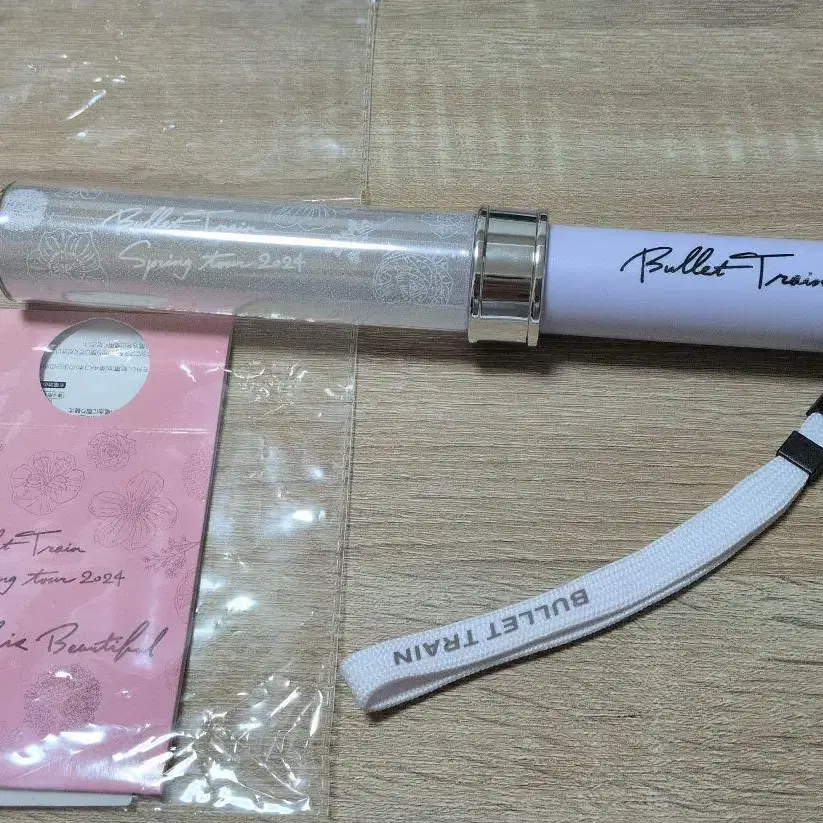 Bullet Train
Spring tour 2024
Bullet Train
BULLET TRAIN
Train
tour 2024
Beautiful